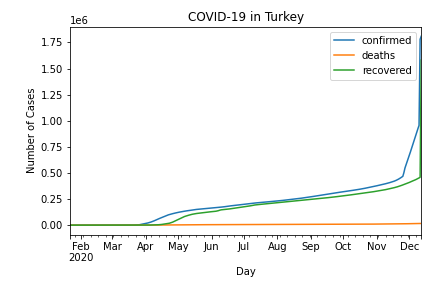 COVID-19 in Turkey
1e6
confirmed
deaths
recovered
1.75
1.50
1.25
1.00
0.75
0.50
0.25
0.00
Number of Cases
Feb Mar Apr May Jun Jul Aug Sep Oct Nov Dec
2020
Day